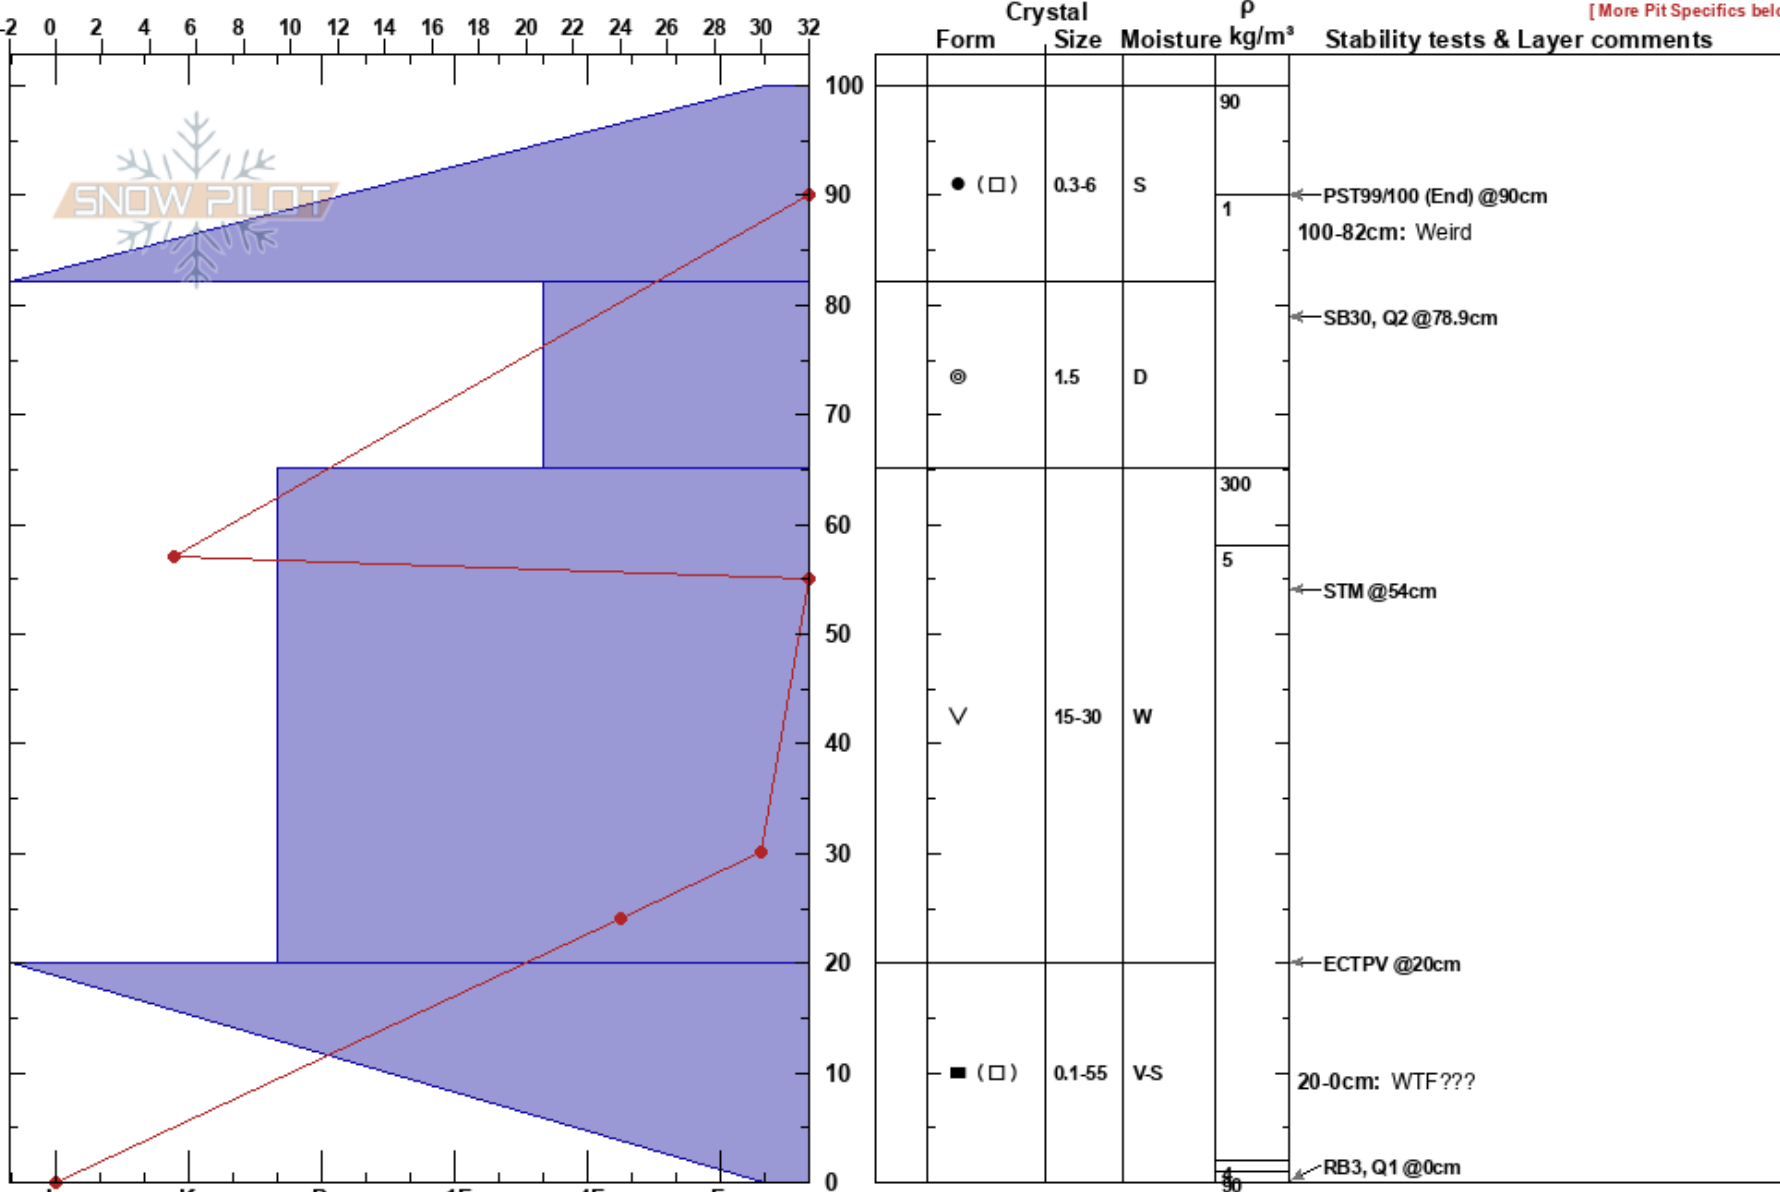 Crystal ρ [ More Pit Specifics belo
Form Size Moisture kg/m³ Stability tests & Layer comments
-2 0 2 4 6 8 10 12 14 16 18 20 22 24 26 28 30 32
100 90
SNOW PILOT
● (□) 0.3-6 S
90 PST99/100 (End) @90cm
1
100-82cm: Weird
80 SB30, Q2 @78.9cm
◎ 1.5 D
70
300
60
5
STM @54cm
50
V 15-30 W
40
30
20 ECTPV @20cm
10 ■ (□) 0.1-55 V-S 20-0cm: WTF???
4 RB3, Q1 @0cm
0 90